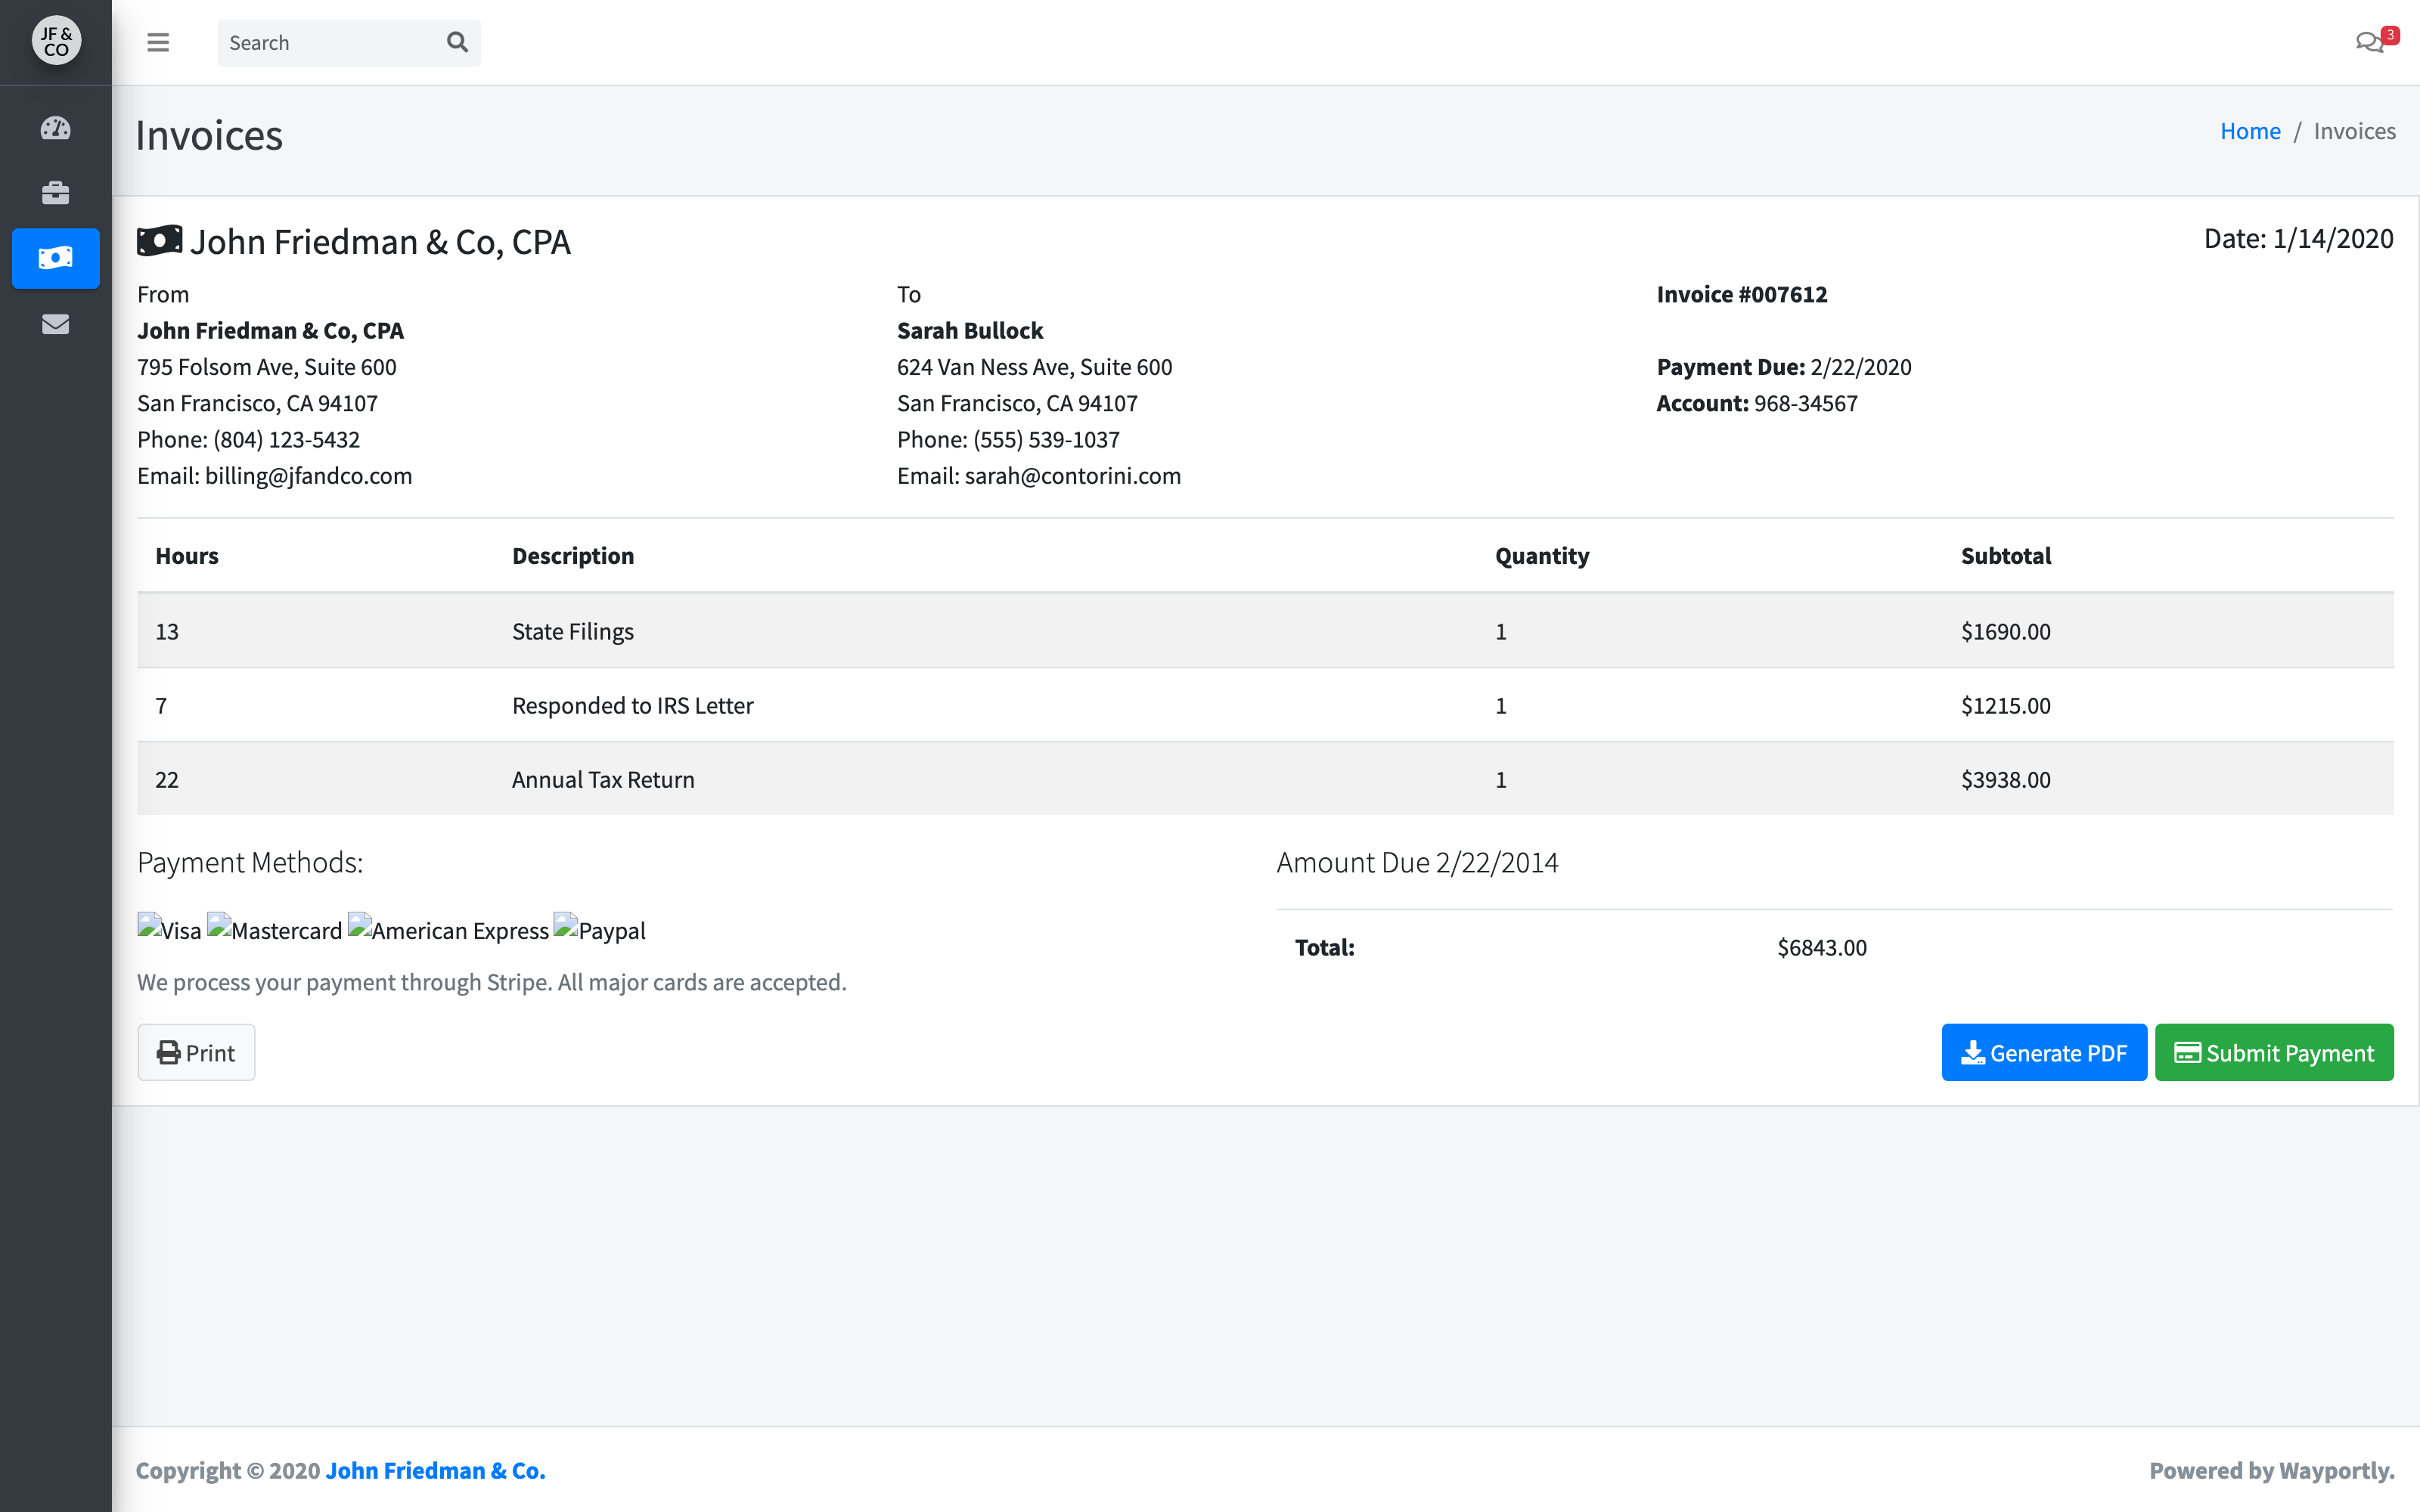 JF &
CO
Search
3
Invoices
Home / Invoices
John Friedman & Co, CPA
Date: 1/14/2020
From
John Friedman & Co, CPA
795 Folsom Ave, Suite 600
San Francisco, CA 94107
Phone: (804) 123-5432
Email: billing@jfandco.com
To
Sarah Bullock
624 Van Ness Ave, Suite 600
San Francisco, CA 94107
Phone: (555) 539-1037
Email: sarah@contorini.com
Invoice #007612
Payment Due: 2/22/2020
Account: 968-34567
Hours Description Quantity Subtotal
13 State Filings 1 $1690.00
7 Responded to IRS Letter 1 $1215.00
22 Annual Tax Return 1 $3938.00
Payment Methods:
Visa Mastercard American Express Paypal
We process your payment through Stripe. All major cards are accepted.
Amount Due 2/22/2014
Total: $6843.00
Print
Generate PDF
Submit Payment
Copyright © 2020 John Friedman & Co.
Powered by Wayportly.